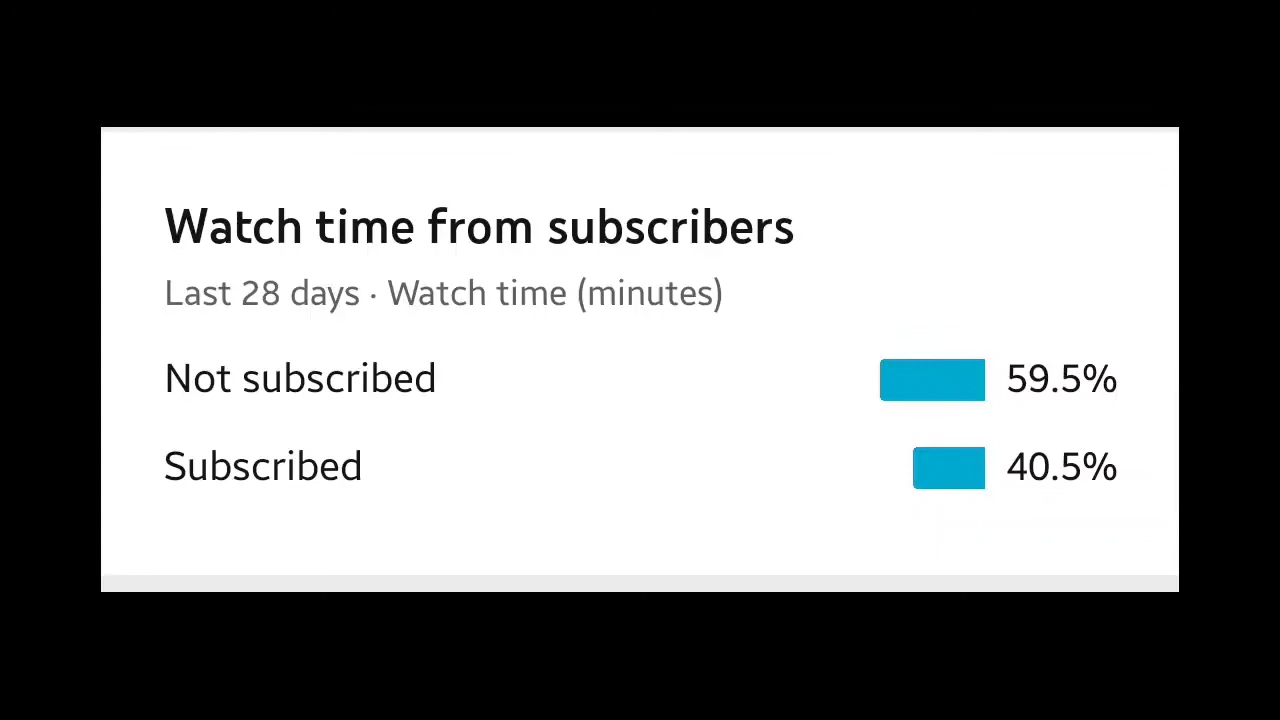 Watch time from subscribers
Last 28 days · Watch time (minutes)
Not subscribed 59.5%
Subscribed 40.5%